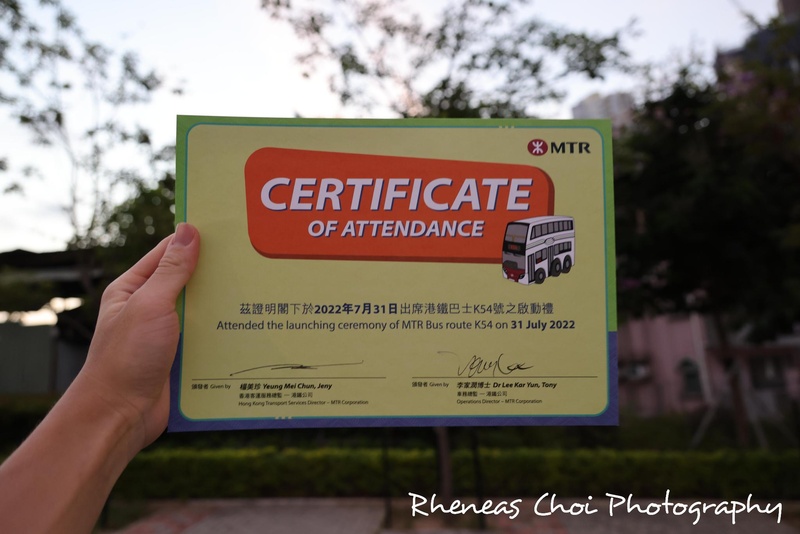 MTR
CERTIFICATE
OF ATTENDANCE
茲證明閣下於2022年7月31日出席港鐵巴士K54號之啟動禮
Attended the launching ceremony of MTR Bus route K54 on 31 July 2022
頒發者 Given by 楊美珍 Yeung Mei Chun, Jeny
香港客運服務總監 — 港鐵公司
Hong Kong Transport Services Director – MTR Corporation
頒發者 Given by 李家潤博士 Dr Lee Kar Yun, Tony
車務總監 — 港鐵公司
Operations Director – MTR Corporation
Rheneas Choi Photography